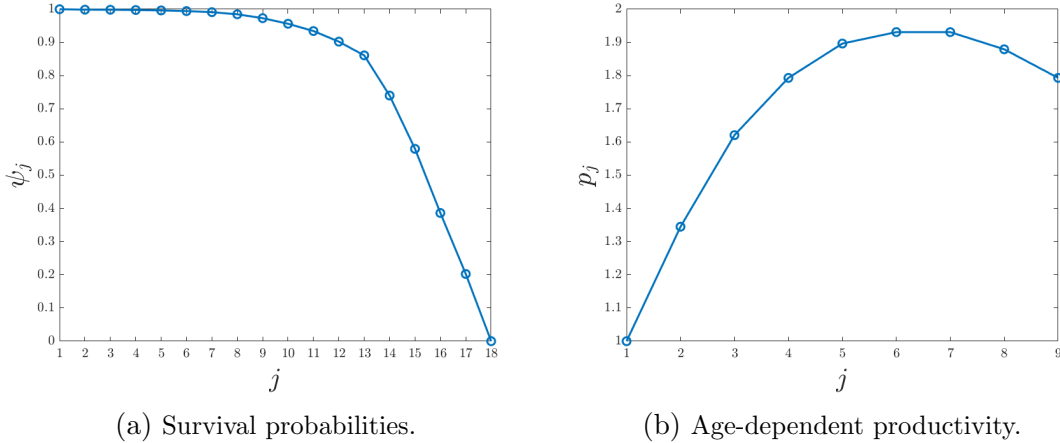 1
0.9
0.8
0.7
0.6
0.5
0.4
0.3
0.2
0.1
0
ψ_j
1 2 3 4 5 6 7 8 9 10 11 12 13 14 15 16 17 18
j
(a) Survival probabilities.
2
1.9
1.8
1.7
1.6
1.5
1.4
1.3
1.2
1.1
1
p_j
1 2 3 4 5 6 7 8 9
j
(b) Age-dependent productivity.